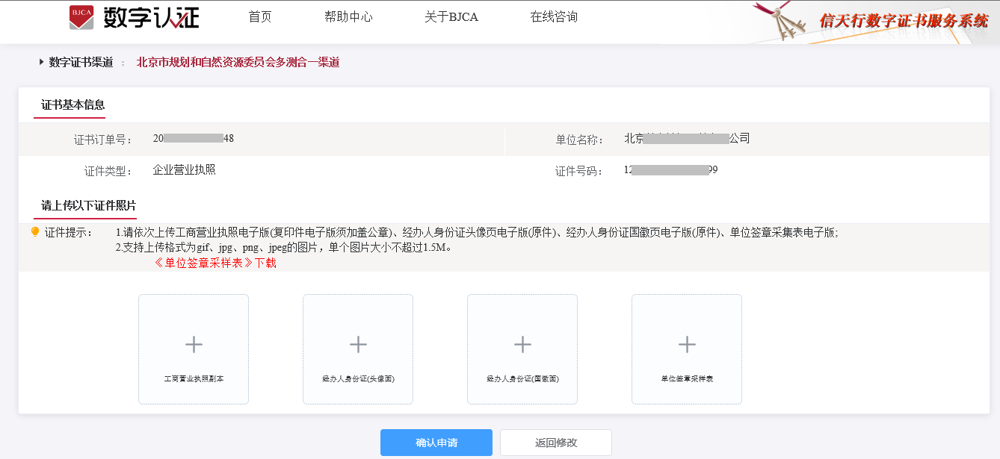 BJCA 数字认证 首页 帮助中心 关于BJCA 在线咨询 信天行数字证书服务系统
数字证书渠道 : 北京市规划和自然资源委员会多测合一渠道
证书基本信息
证书订单号: 20 48 单位名称: 北京 公司
证件类型: 企业营业执照 证件号码: 12 99
请上传以下证件照片
证件提示: 1.请依次上传工商营业执照电子版(复印件电子版须加盖公章)、经办人身份证头像页电子版(原件)、经办人身份证国徽页电子版(原件)、单位签章采集表电子版;
2.支持上传格式为gif、jpg、png、jpeg的图片，单个图片大小不超过1.5M。
《单位签章采样表》下载
工商营业执照副本 经办人身份证(头像面) 经办人身份证(国徽面) 单位签章采样表
确认申请 返回修改